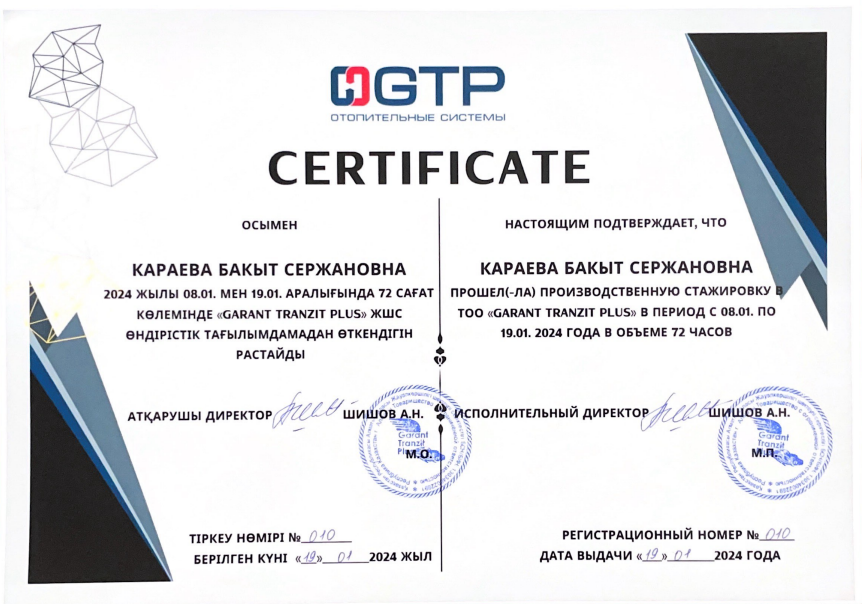 GTP
ОТОПИТЕЛЬНЫЕ СИСТЕМЫ
CERTIFICATE
ОСЫМЕН
КАРАЕВА БАКЫТ СЕРЖАНОВНА
2024 ЖЫЛЫ 08.01. МЕН 19.01. АРАЛЫҒЫНДА 72 САҒАТ
КӨЛЕМІНДЕ «GARANT TRANZIT PLUS» ЖШС
ӨНДІРІСТІК ТАҒЫЛЫМДАМАДАН ӨТКЕНДІГІН
РАСТАЙДЫ
АТҚАРУШЫ ДИРЕКТОР ШИШОВ А.Н.
Garant
Tranzit
Plus
М.О.
ТІРКЕУ НӨМІРІ № 010
БЕРІЛГЕН КҮНІ «19» 01 2024 ЖЫЛ
НАСТОЯЩИМ ПОДТВЕРЖДАЕТ, ЧТО
КАРАЕВА БАКЫТ СЕРЖАНОВНА
ПРОШЕЛ(-ЛА) ПРОИЗВОДСТВЕННУЮ СТАЖИРОВКУ В
ТОО «GARANT TRANZIT PLUS» В ПЕРИОД С 08.01. ПО
19.01. 2024 ГОДА В ОБЪЕМЕ 72 ЧАСОВ
ИСПОЛНИТЕЛЬНЫЙ ДИРЕКТОР ШИШОВ А.Н.
Garant
Tranzit
М.П.
РЕГИСТРАЦИОННЫЙ НОМЕР № 010
ДАТА ВЫДАЧИ «19» 01 2024 ГОДА